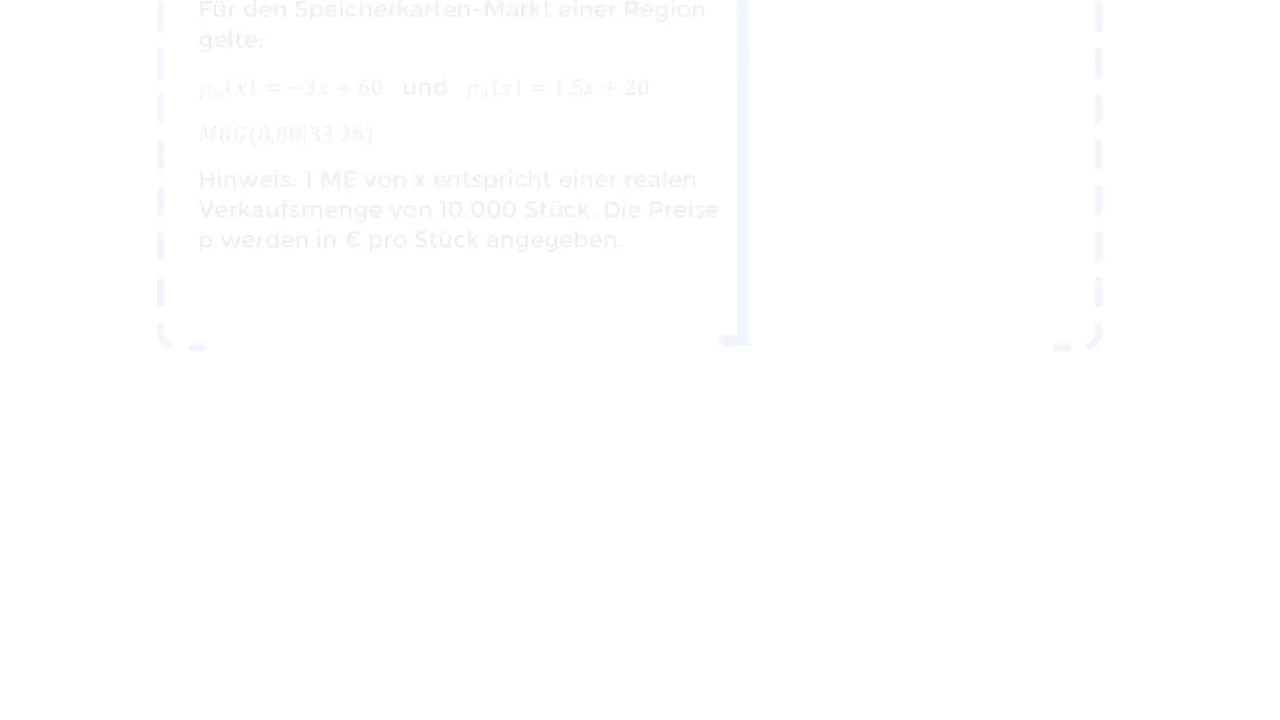 Für den Speicherkarten-Markt einer Region
gelte:
p_N(x) = −3x + 60 und p_A(x) = 1,5x + 20
MGG(8,89|33,26)
Hinweis: 1 ME von x entspricht einer realen
Verkaufsmenge von 10.000 Stück. Die Preise
p werden in € pro Stück angegeben.